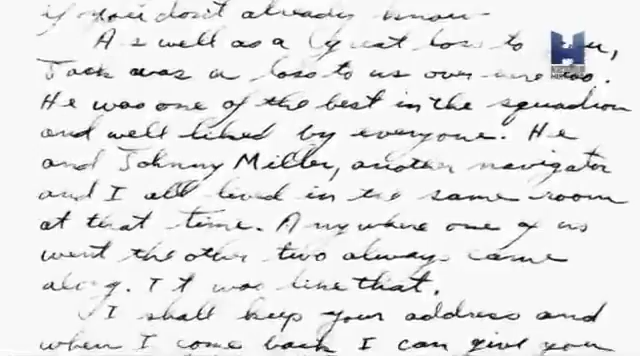 if you don't already know
As well as a great loss to you,
Jack was a loss to us over here too.
He was one of the best in the squadron
and well liked by everyone. He
and Johnny Miller, another navigator
and I all lived in the same room
at that time. Anywhere one of us
went the other two always came
along. It was like that.
I shall keep your address and
when I come back I can give you